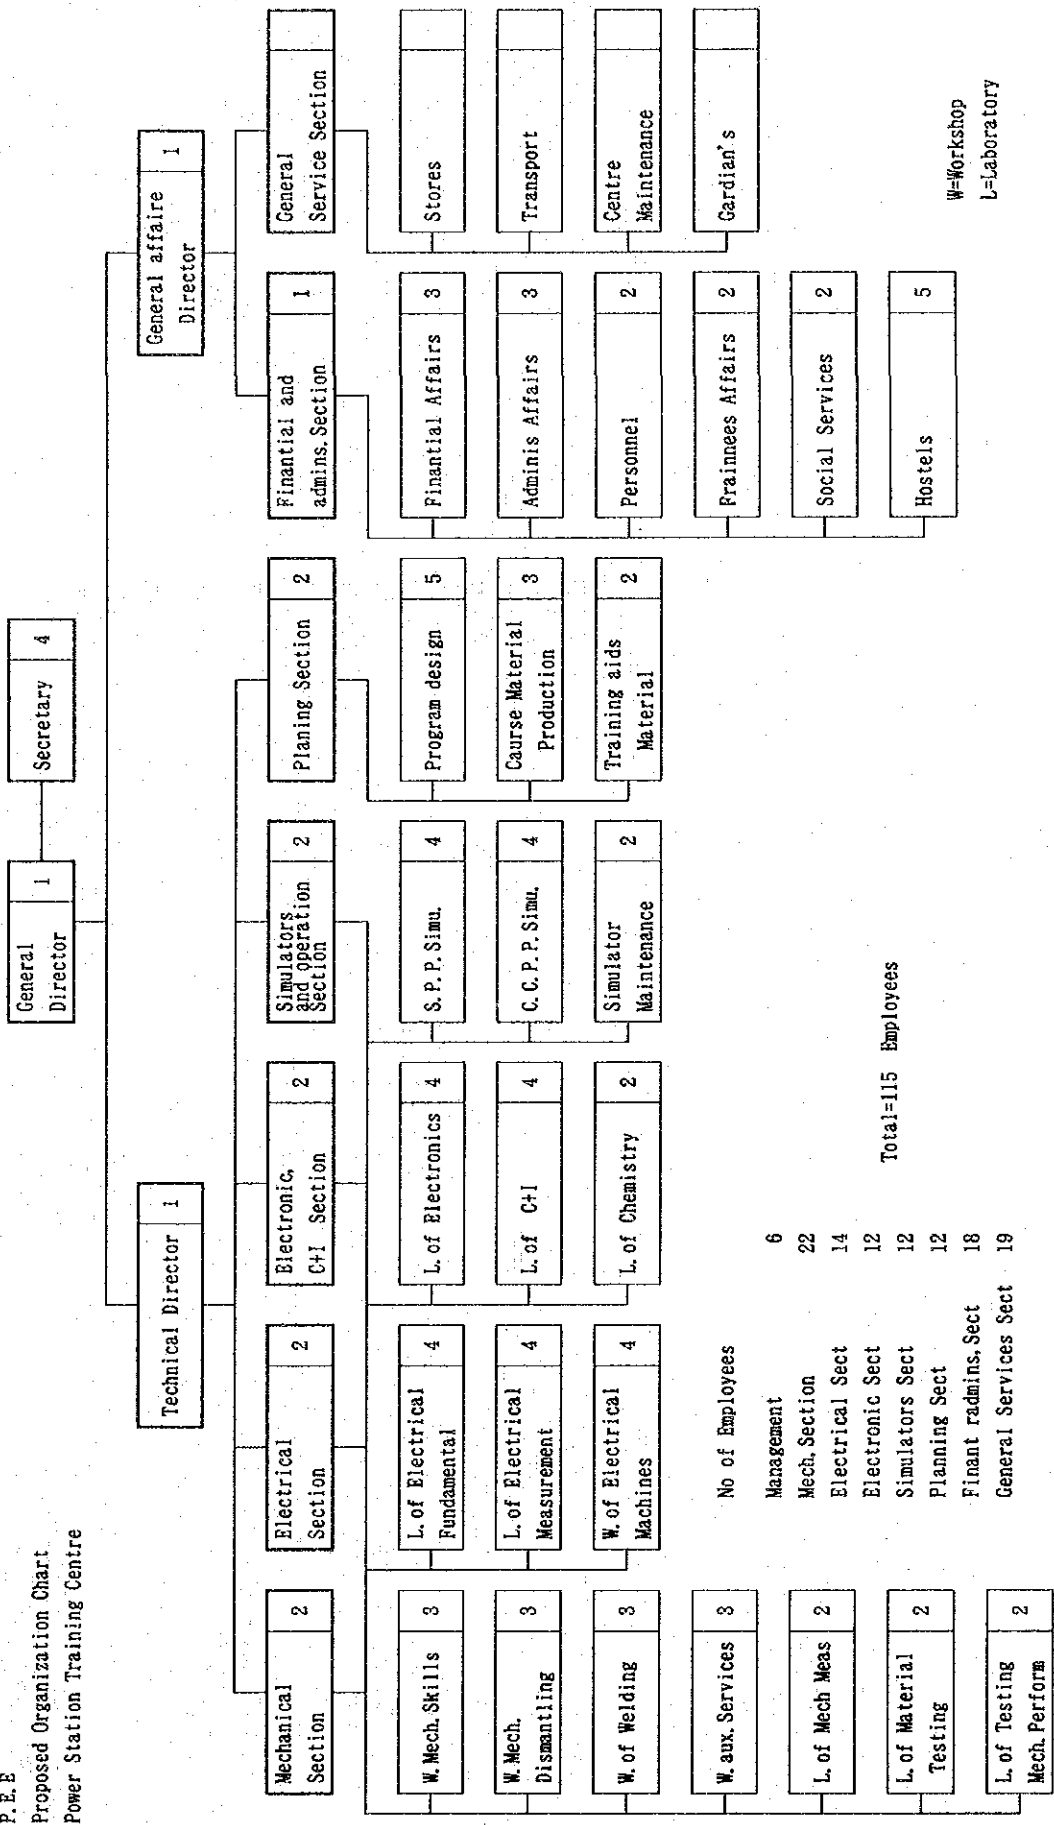 P.E.E
Proposed Organization Chart
Power Station Training Centre
General
Director
1
Secretary
4
Technical Director
1
General affaire
Director
1
Mechanical
Section
2
Electrical
Section
2
Electronic,
C+I Section
2
Simulators
and operation
Section
2
Planing Section
2
Finantial and
admins.Section
1
General
Service Section
W.Mech.Skills
3
W.Mech.
Dismantling
3
W.of Welding
3
W.aux.Services
3
L.of Mech Meas
2
L.of Material
Testing
2
L.of Testing
Mech.Perform
2
L.of Electrical
Fundamental
4
L.of Electrical
Measurement
4
W.of Electrical
Machines
4
L.of Electronics
4
L.of C+I
4
L.of Chemistry
2
S.P.P.Simu.
4
C.C.P.P.Simu.
4
Simulator
Maintenance
2
Program design
5
Caurse Material
Production
3
Training aids
Material
2
Finantial Affairs
3
Adminis Affairs
3
Personnel
2
Frainnees Affairs
2
Social Services
2
Hostels
5
Stores
Transport
Centre
Maintenance
Gardian's
No of Employees
Management 6
Mech.Section 22
Electrical Sect 14
Electronic Sect 12
Simulators Sect 12
Planning Sect 12
Finant radmins.Sect 18
General Services Sect 19
Total=115 Employees
W=Workshop
L=Laboratory